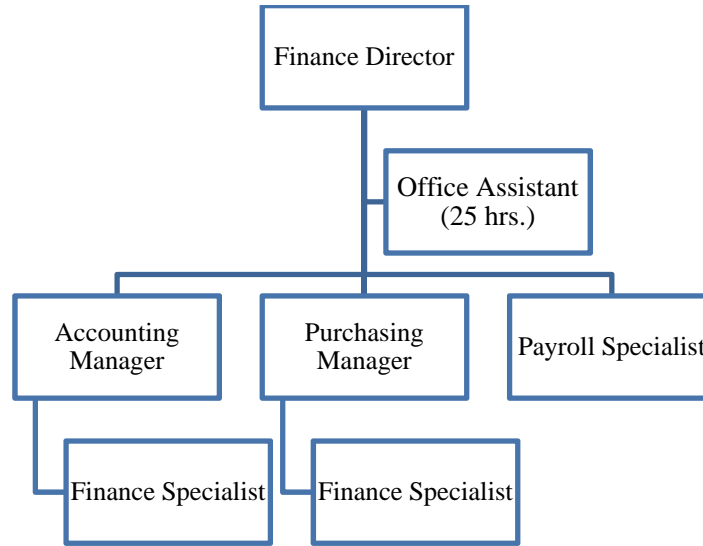 Finance Director
Office Assistant
(25 hrs.)
Accounting
Manager
Purchasing
Manager
Payroll Specialist
Finance Specialist
Finance Specialist